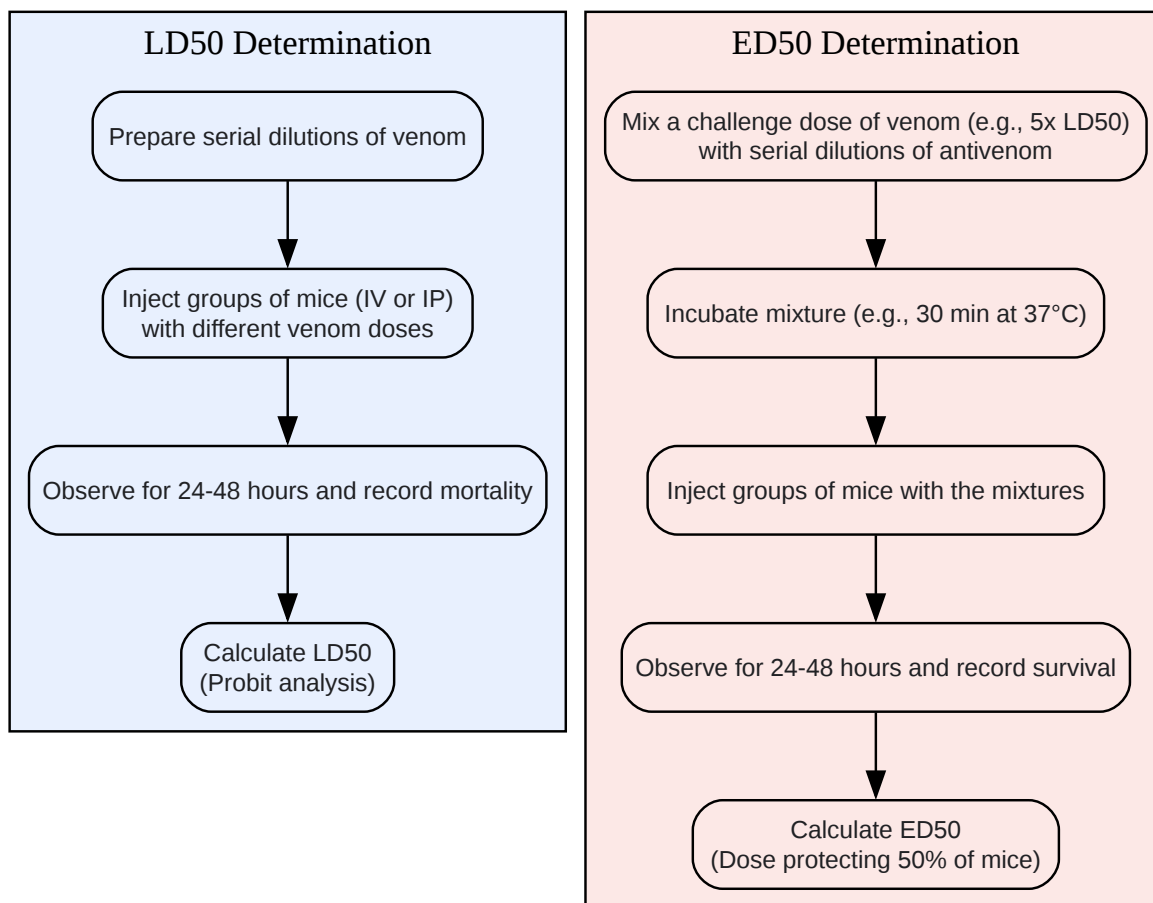 LD50 Determination
Prepare serial dilutions of venom
Inject groups of mice (IV or IP)
with different venom doses
Observe for 24-48 hours and record mortality
Calculate LD50
(Probit analysis)
ED50 Determination
Mix a challenge dose of venom (e.g., 5x LD50)
with serial dilutions of antivenom
Incubate mixture (e.g., 30 min at 37°C)
Inject groups of mice with the mixtures
Observe for 24-48 hours and record survival
Calculate ED50
(Dose protecting 50% of mice)